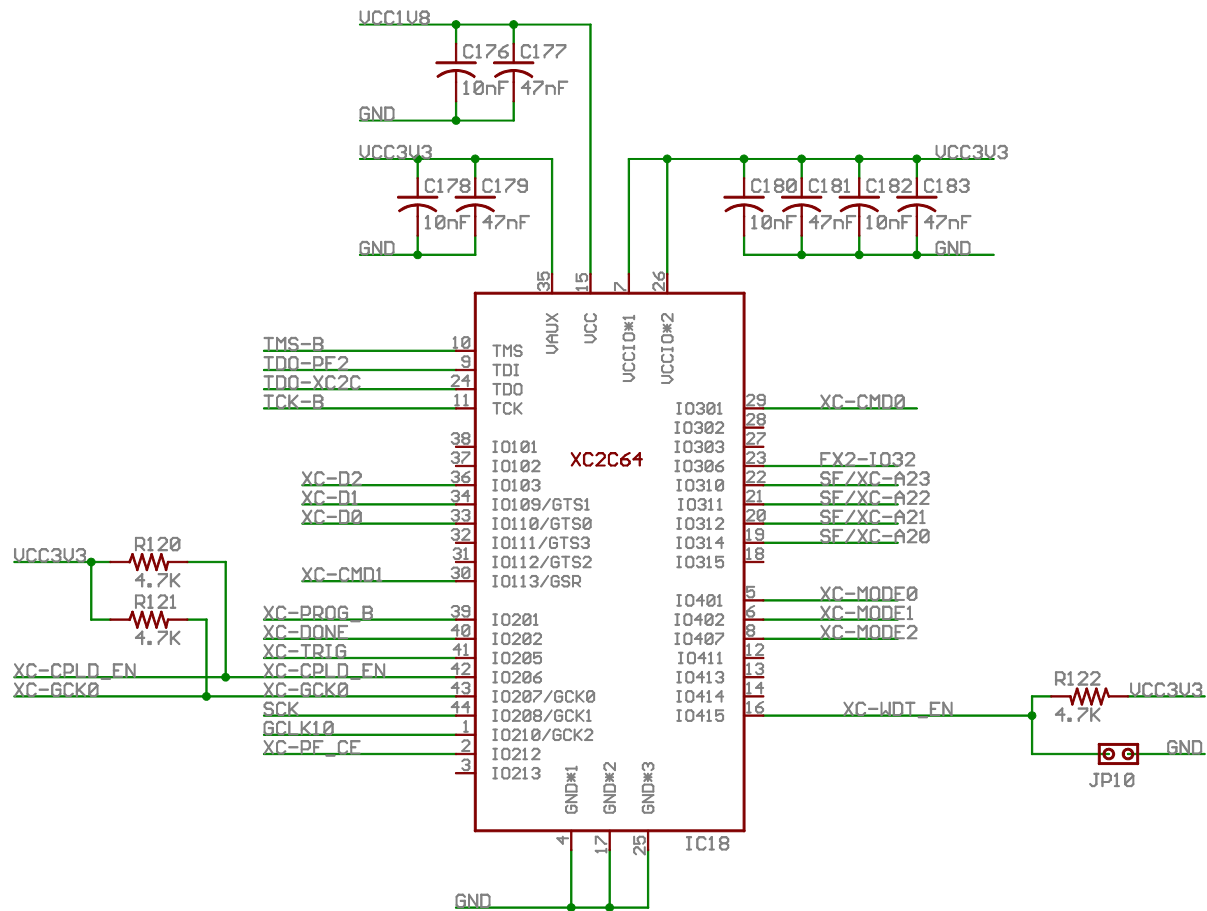 VCC1V8
C176 C177
10nF 47nF
GND
VCC3V3
C178 C179
10nF 47nF
GND
VCC3V3
C180 C181 C182 C183
10nF 47nF 10nF 47nF
GND
35 15 7 26
VAUX VCC VCCIO*1 VCCIO*2
TMS-B 10 TMS
TDO-PF2 9 TDI
TDO-XC2C 24 TDO
TCK-B 11 TCK
38 IO101
37 IO102
XC-D2 36 IO103
XC-D1 34 IO109/GTS1
XC-D0 33 IO110/GTS0
32 IO111/GTS3
31 IO112/GTS2
XC-CMD1 30 IO113/GSR
XC-PROG_B 39 IO201
XC-DONE 40 IO202
XC-TRIG 41 IO205
XC-CPLD_EN XC-CPLD_EN 42 IO206
XC-GCK0 XC-GCK0 43 IO207/GCK0
SCK 44 IO208/GCK1
GCLK10 1 IO210/GCK2
XC-PF_CE 2 IO212
3 IO213
VCC3V3
R120
4.7K
R121
4.7K
XC2C64
IO301 29 XC-CMD0
IO302 28
IO303 27
IO306 23 FX2-IO32
IO310 22 SF/XC-A23
IO311 21 SF/XC-A22
IO312 20 SF/XC-A21
IO314 19 SF/XC-A20
IO315 18
IO401 5 XC-MODE0
IO402 6 XC-MODE1
IO407 8 XC-MODE2
IO411 12
IO413 13
IO414 14
IO415 16 XC-WDT_EN
R122 VCC3V3
4.7K
GND
JP10
GND*1 GND*2 GND*3
4 17 25
IC18
GND